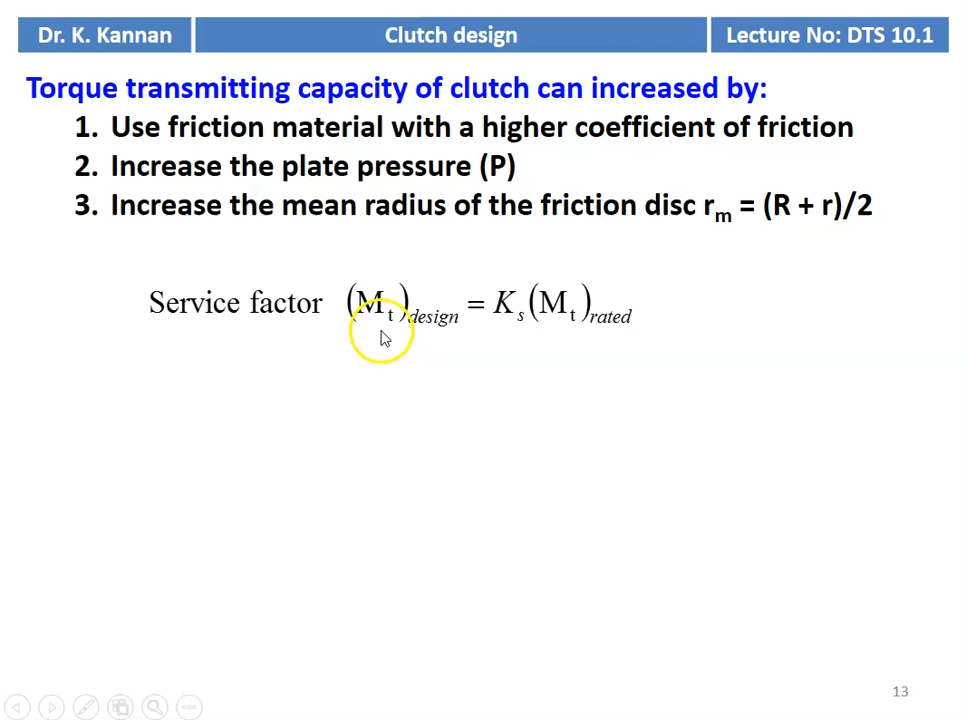 Dr. K. Kannan
Clutch design
Lecture No: DTS 10.1
Torque transmitting capacity of clutch can increased by:
1. Use friction material with a higher coefficient of friction
2. Increase the plate pressure (P)
3. Increase the mean radius of the friction disc rₘ = (R + r)/2
Service factor (Mₜ)design = Kₛ(Mₜ)rated
13